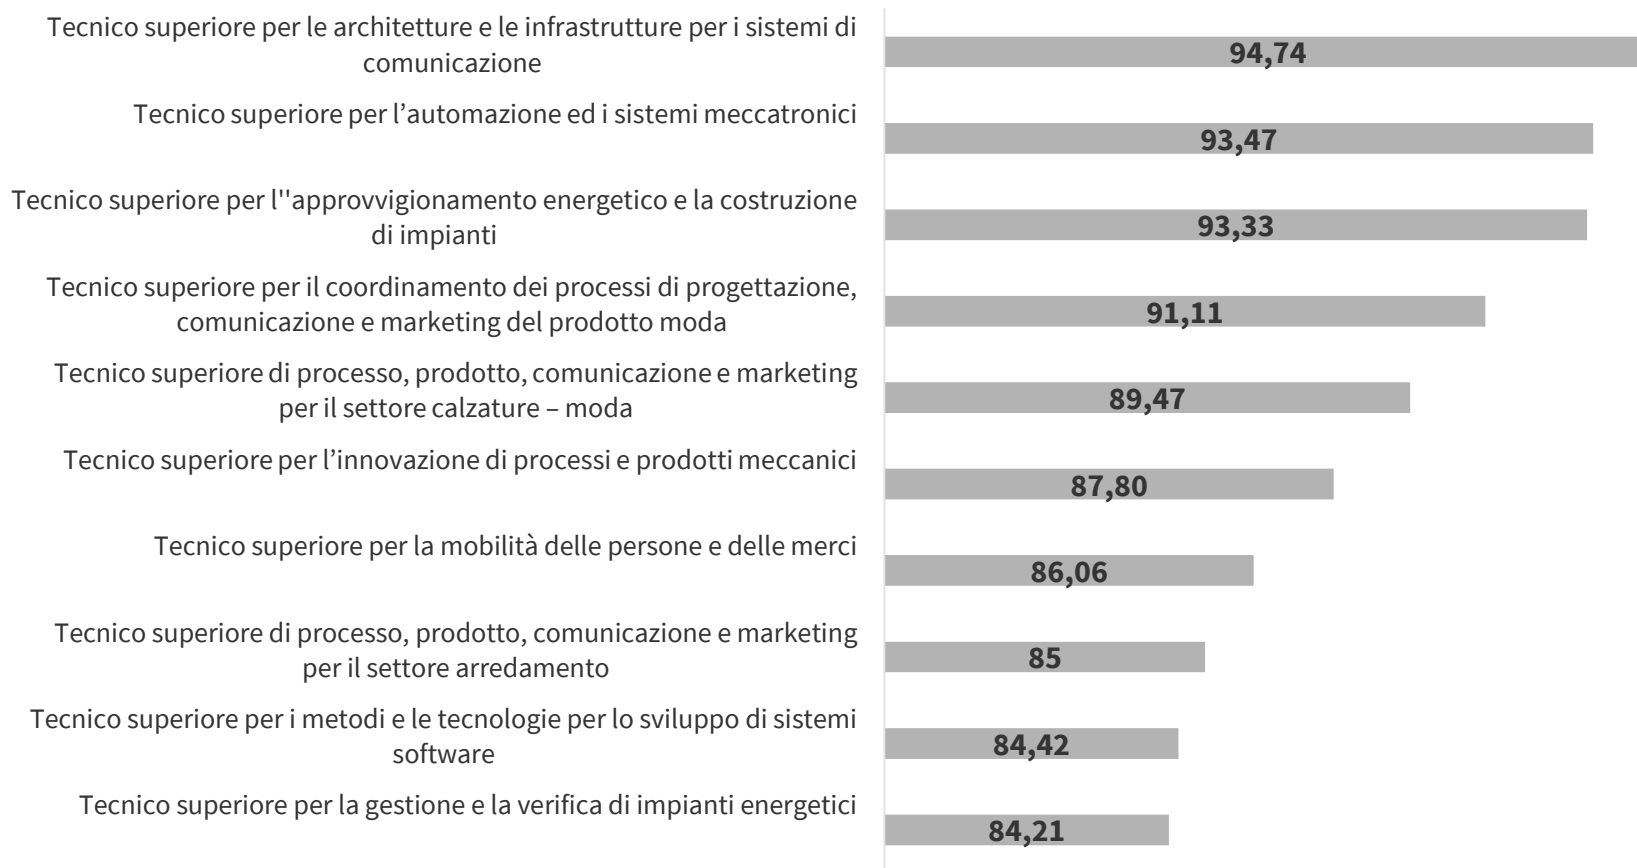 Tecnico superiore per le architetture e le infrastrutture per i sistemi di
comunicazione
94,74
Tecnico superiore per l’automazione ed i sistemi meccatronici
93,47
Tecnico superiore per l''approvvigionamento energetico e la costruzione
di impianti
93,33
Tecnico superiore per il coordinamento dei processi di progettazione,
comunicazione e marketing del prodotto moda
91,11
Tecnico superiore di processo, prodotto, comunicazione e marketing
per il settore calzature – moda
89,47
Tecnico superiore per l’innovazione di processi e prodotti meccanici
87,80
Tecnico superiore per la mobilità delle persone e delle merci
86,06
Tecnico superiore di processo, prodotto, comunicazione e marketing
per il settore arredamento
85
Tecnico superiore per i metodi e le tecnologie per lo sviluppo di sistemi
software
84,42
Tecnico superiore per la gestione e la verifica di impianti energetici
84,21